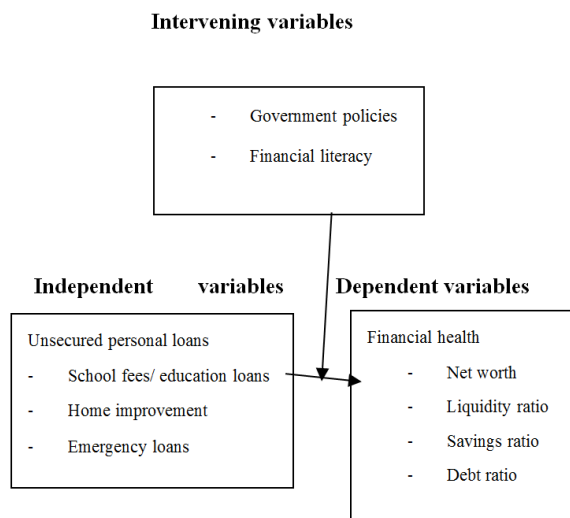 Intervening variables
- Government policies
- Financial literacy
Independent variables
Dependent variables
Unsecured personal loans
- School fees/ education loans
- Home improvement
- Emergency loans
Financial health
- Net worth
- Liquidity ratio
- Savings ratio
- Debt ratio